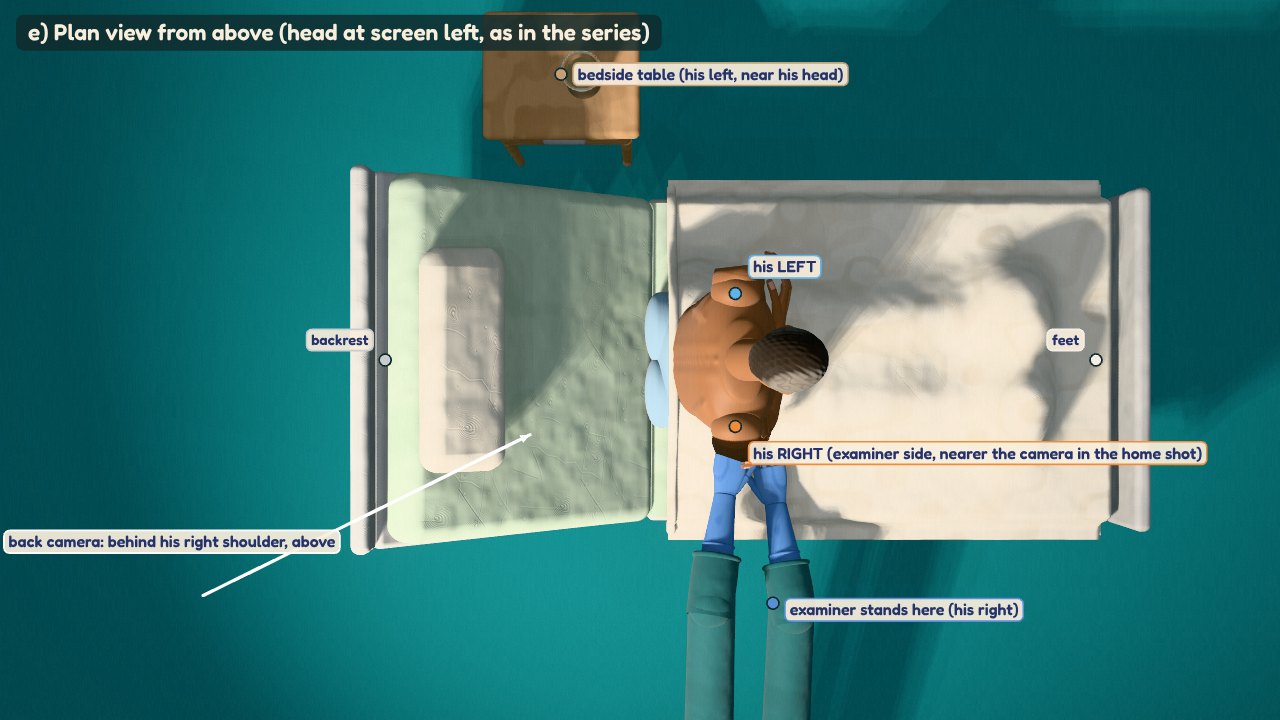 e) Plan view from above (head at screen left, as in the series)
bedside table (his left, near his head)
his LEFT
backrest
feet
his RIGHT (examiner side, nearer the camera in the home shot)
back camera: behind his right shoulder, above
examiner stands here (his right)